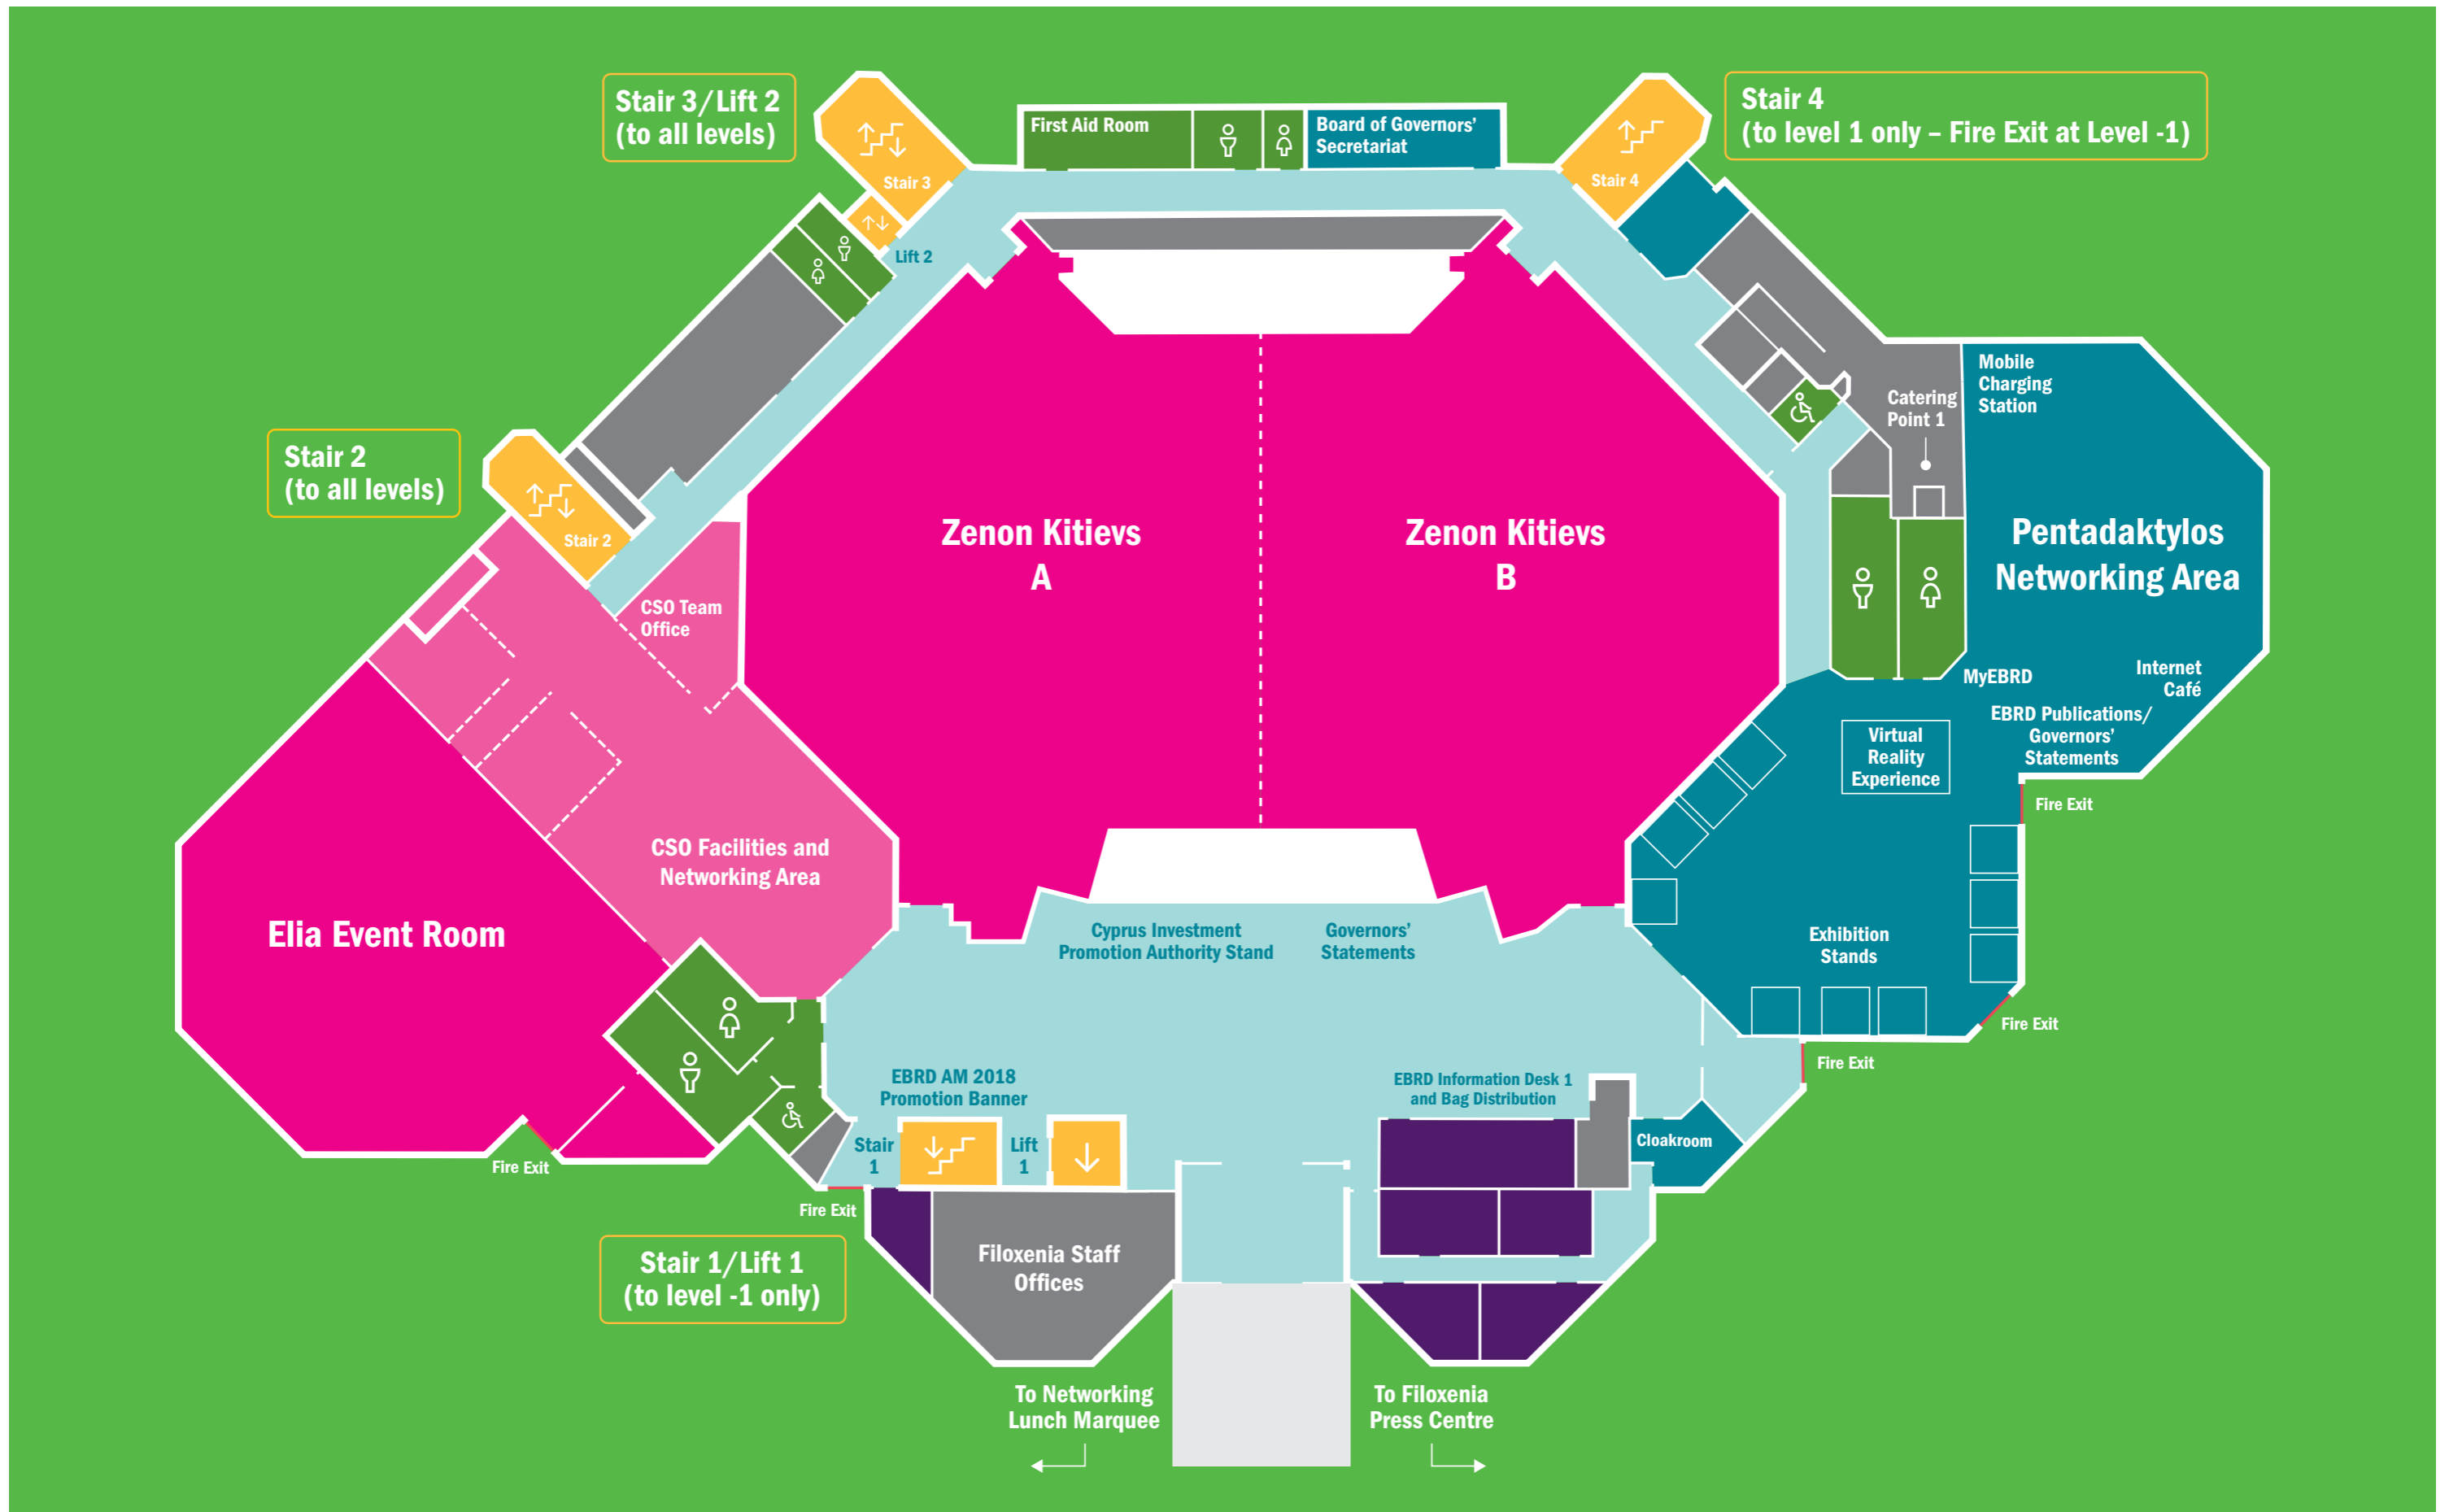 Stair 3/Lift 2
(to all levels)
Stair 4
(to level 1 only – Fire Exit at Level -1)
First Aid Room
Board of Governors’
Secretariat
Stair 3
Stair 4
Lift 2
Mobile
Charging
Station
Catering
Point 1
Stair 2
(to all levels)
Stair 2
Zenon Kitievs
A
Zenon Kitievs
B
Pentadaktylos
Networking Area
CSO Team
Office
MyEBRD
Internet
Café
EBRD Publications/
Governors’
Statements
Virtual
Reality
Experience
Fire Exit
CSO Facilities and
Networking Area
Elia Event Room
Cyprus Investment
Promotion Authority Stand
Governors’
Statements
Exhibition
Stands
Fire Exit
Fire Exit
EBRD AM 2018
Promotion Banner
EBRD Information Desk 1
and Bag Distribution
Stair
1
Lift
1
Cloakroom
Fire Exit
Fire Exit
Stair 1/Lift 1
(to level -1 only)
Filoxenia Staff
Offices
To Networking
Lunch Marquee
To Filoxenia
Press Centre